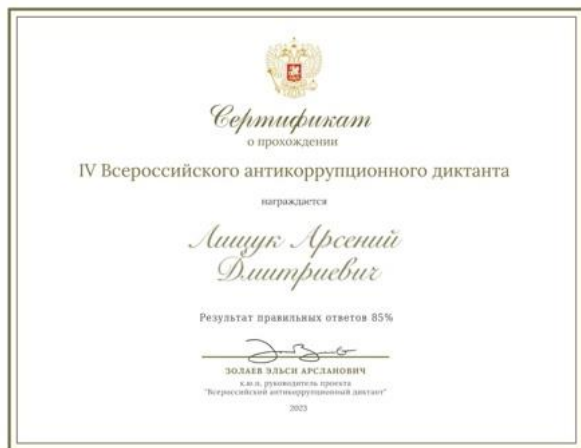 Сертификат
о прохождении
IV Всероссийского антикоррупционного диктанта
награждается
Лищук Арсений
Дмитриевич
Результат правильных ответов 85%
ЗОЛАЕВ ЭЛЬСИ АРСЛАНОВИЧ
к.ю.н, руководитель проекта
"Всероссийский антикоррупционный диктант"
2023